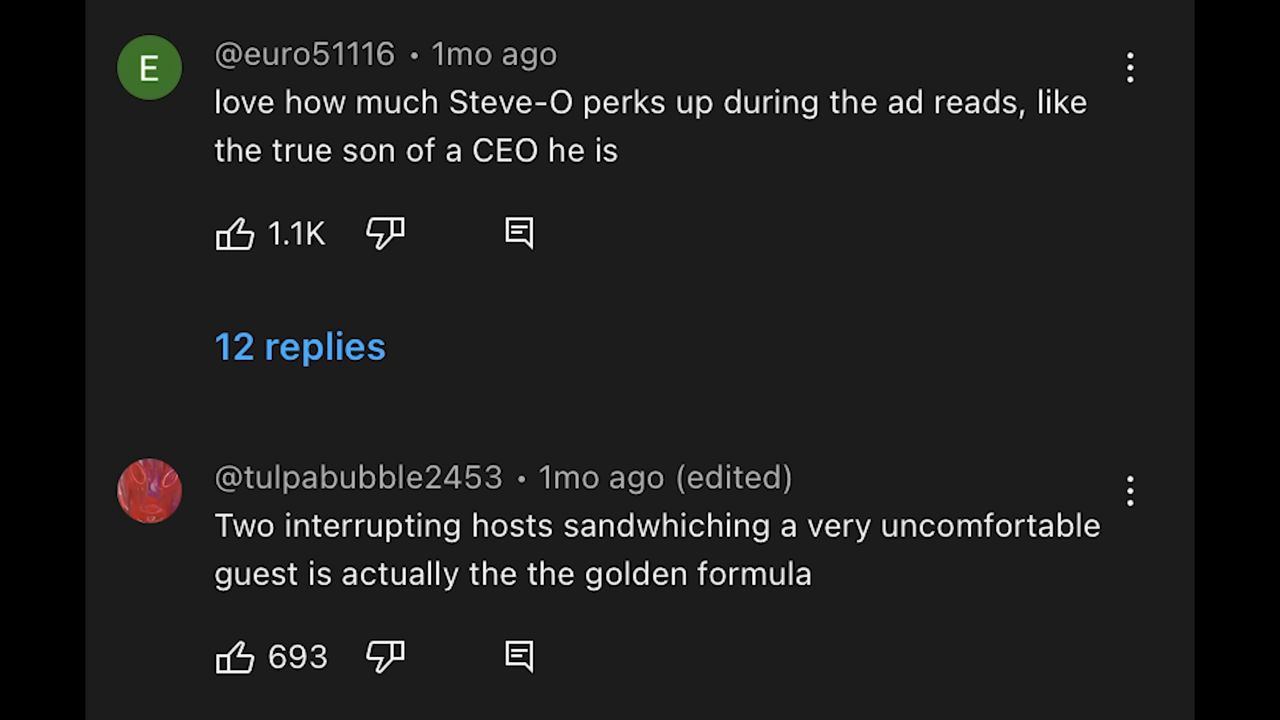 E
@euro51116 • 1mo ago
love how much Steve-O perks up during the ad reads, like
the true son of a CEO he is
1.1K
12 replies
@tulpabubble2453 • 1mo ago (edited)
Two interrupting hosts sandwhiching a very uncomfortable
guest is actually the the golden formula
693